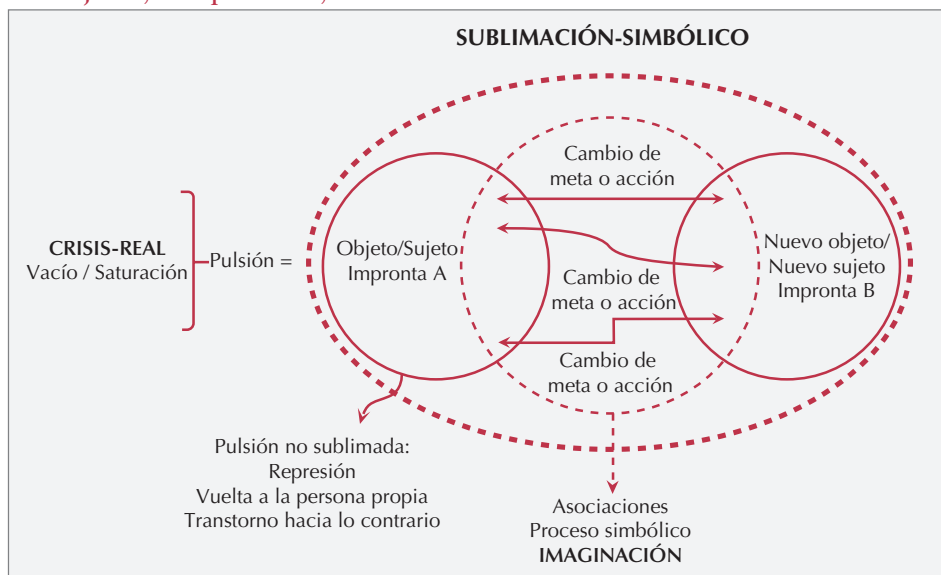 SUBLIMACIÓN-SIMBÓLICO
Cambio de
meta o acción
CRISIS-REAL
Vacío / Saturación
Pulsión =
Objeto/Sujeto
Impronta A
Nuevo objeto/
Nuevo sujeto
Impronta B
Cambio de
meta o acción
Cambio de
meta o acción
Pulsión no sublimada:
Represión
Vuelta a la persona propia
Transtorno hacia lo contrario
Asociaciones
Proceso simbólico
IMAGINACIÓN